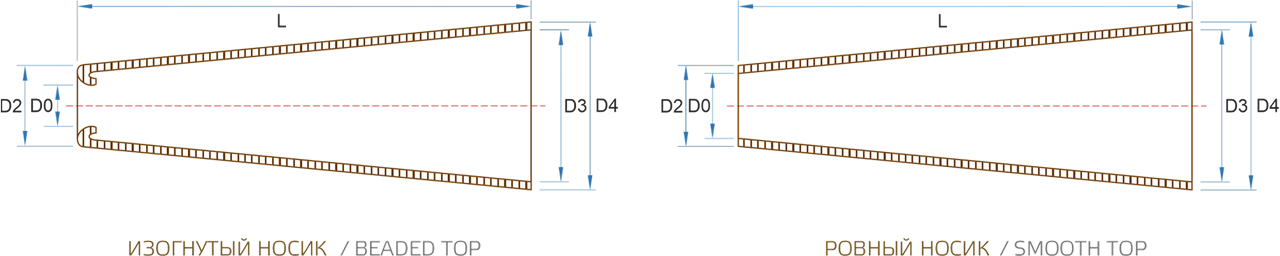 L
D2 D0 D3 D4
ИЗОГНУТЫЙ НОСИК / BEADED TOP
L
D2 D0 D3 D4
РОВНЫЙ НОСИК / SMOOTH TOP